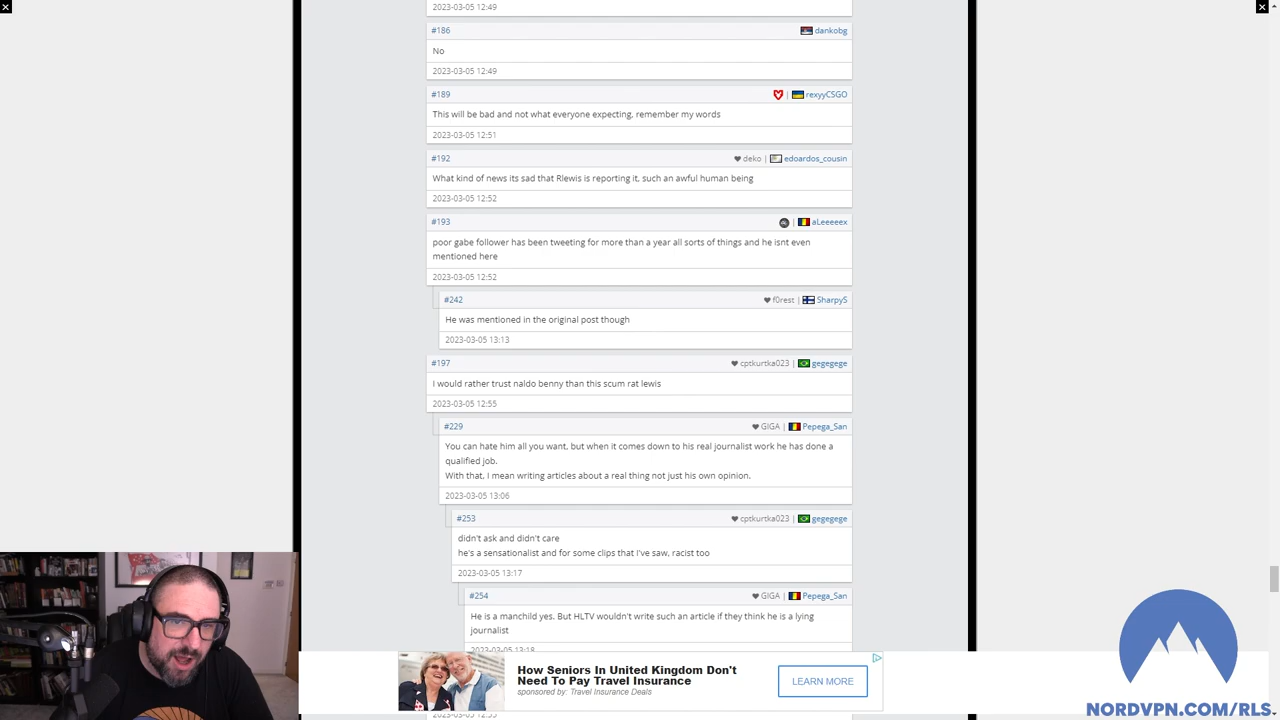 2023-03-05 12:49
#186
dankobg
No
2023-03-05 12:49
#189
| rexyyCSGO
This will be bad and not what everyone expecting, remember my words
2023-03-05 12:51
#192
deko | edoardos_cousin
What kind of news its sad that Rlewis is reporting it, such an awful human being
2023-03-05 12:52
#193
| aLeeeeex
poor gabe follower has been tweeting for more than a year all sorts of things and he isnt even
mentioned here
2023-03-05 12:52
#242
f0rest | SharpyS
He was mentioned in the original post though
2023-03-05 13:13
#197
cptkurtka023 | gegegege
I would rather trust naldo benny than this scum rat lewis
2023-03-05 12:55
#229
GIGA | Pepega_San
You can hate him all you want, but when it comes down to his real journalist work he has done a
qualified job.
With that, I mean writing articles about a real thing not just his own opinion.
2023-03-05 13:06
#253
cptkurtka023 | gegegege
didn't ask and didn't care
he's a sensationalist and for some clips that I've saw, racist too
2023-03-05 13:17
#254
GIGA | Pepega_San
He is a manchild yes. But HLTV wouldn't write such an article if they think he is a lying
journalist
2023-03-05 13:18
How Seniors In United Kingdom Don't
Need To Pay Travel Insurance
sponsored by: Travel Insurance Deals
LEARN MORE
NORDVPN.COM/RLS